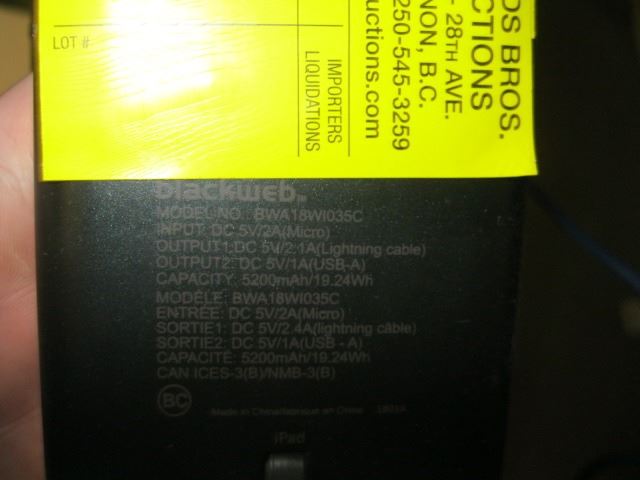 LOT #
IMPORTERS
LIQUIDATIONS
OS BROS.
CTIONS
- 28TH AVE.
NON, B.C.
250-545-3259
uctions.com
blackweb™
MODEL NO.: BWA18WI035C
INPUT: DC 5V/2A(Micro)
OUTPUT1:DC 5V/2.1A(Lightning cable)
OUTPUT2: DC 5V/1A(USB-A)
CAPACITY: 5200mAh/19.24Wh
MODÈLE: BWA18WI035C
ENTRÉE: DC 5V/2A(Micro)
SORTIE1: DC 5V/2.4A(lightning câble)
SORTIE2: DC 5V/1A(USB - A)
CAPACITÉ: 5200mAh/19.24Wh
CAN ICES-3(B)/NMB-3(B)
BC
Made in China/fabriqué en Chine
iPad